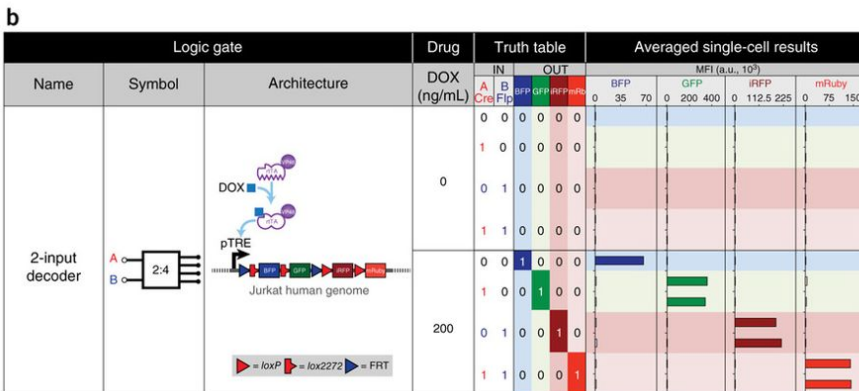 b
Logic gate Drug Truth table Averaged single-cell results
Name Symbol Architecture DOX (ng/mL) IN OUT MFI (a.u., 10³)
A Cre B Flp BFP GFP iRFP mRb BFP GFP iRFP mRuby
0 35 70 0 200 400 0 112.5 225 0 75 150
0 0 0 0 0 0
1 0 0 0 0 0
0
0 1 0 0 0 0
1 1 0 0 0 0
0 0 1 0 0 0
1 0 0 1 0 0
200
0 1 0 0 1 0
1 1 0 0 0 1
2-input
decoder
A
B
2:4
rTA
DOX
rTA
pTRE
BFP GFP iRFP mRuby
Jurkat human genome
= loxP = lox2272 = FRT